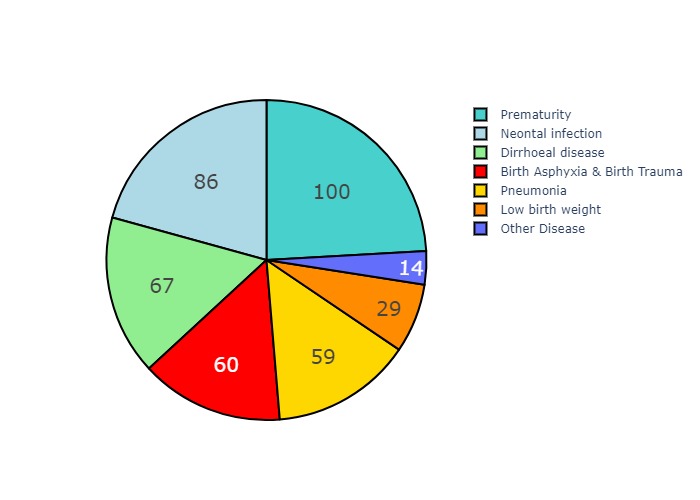 86
100
67
14
29
60
59
Prematurity
Neontal infection
Dirrhoeal disease
Birth Asphyxia & Birth Trauma
Pneumonia
Low birth weight
Other Disease